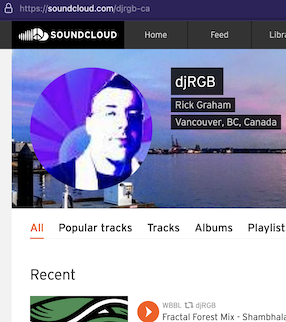 https://soundcloud.com/djrgb-ca
SOUNDCLOUD Home Feed Libr
djRGB
Rick Graham
Vancouver, BC, Canada
All Popular tracks Tracks Albums Playlist
Recent
WBBL djRGB
Fractal Forest Mix - Shambhala